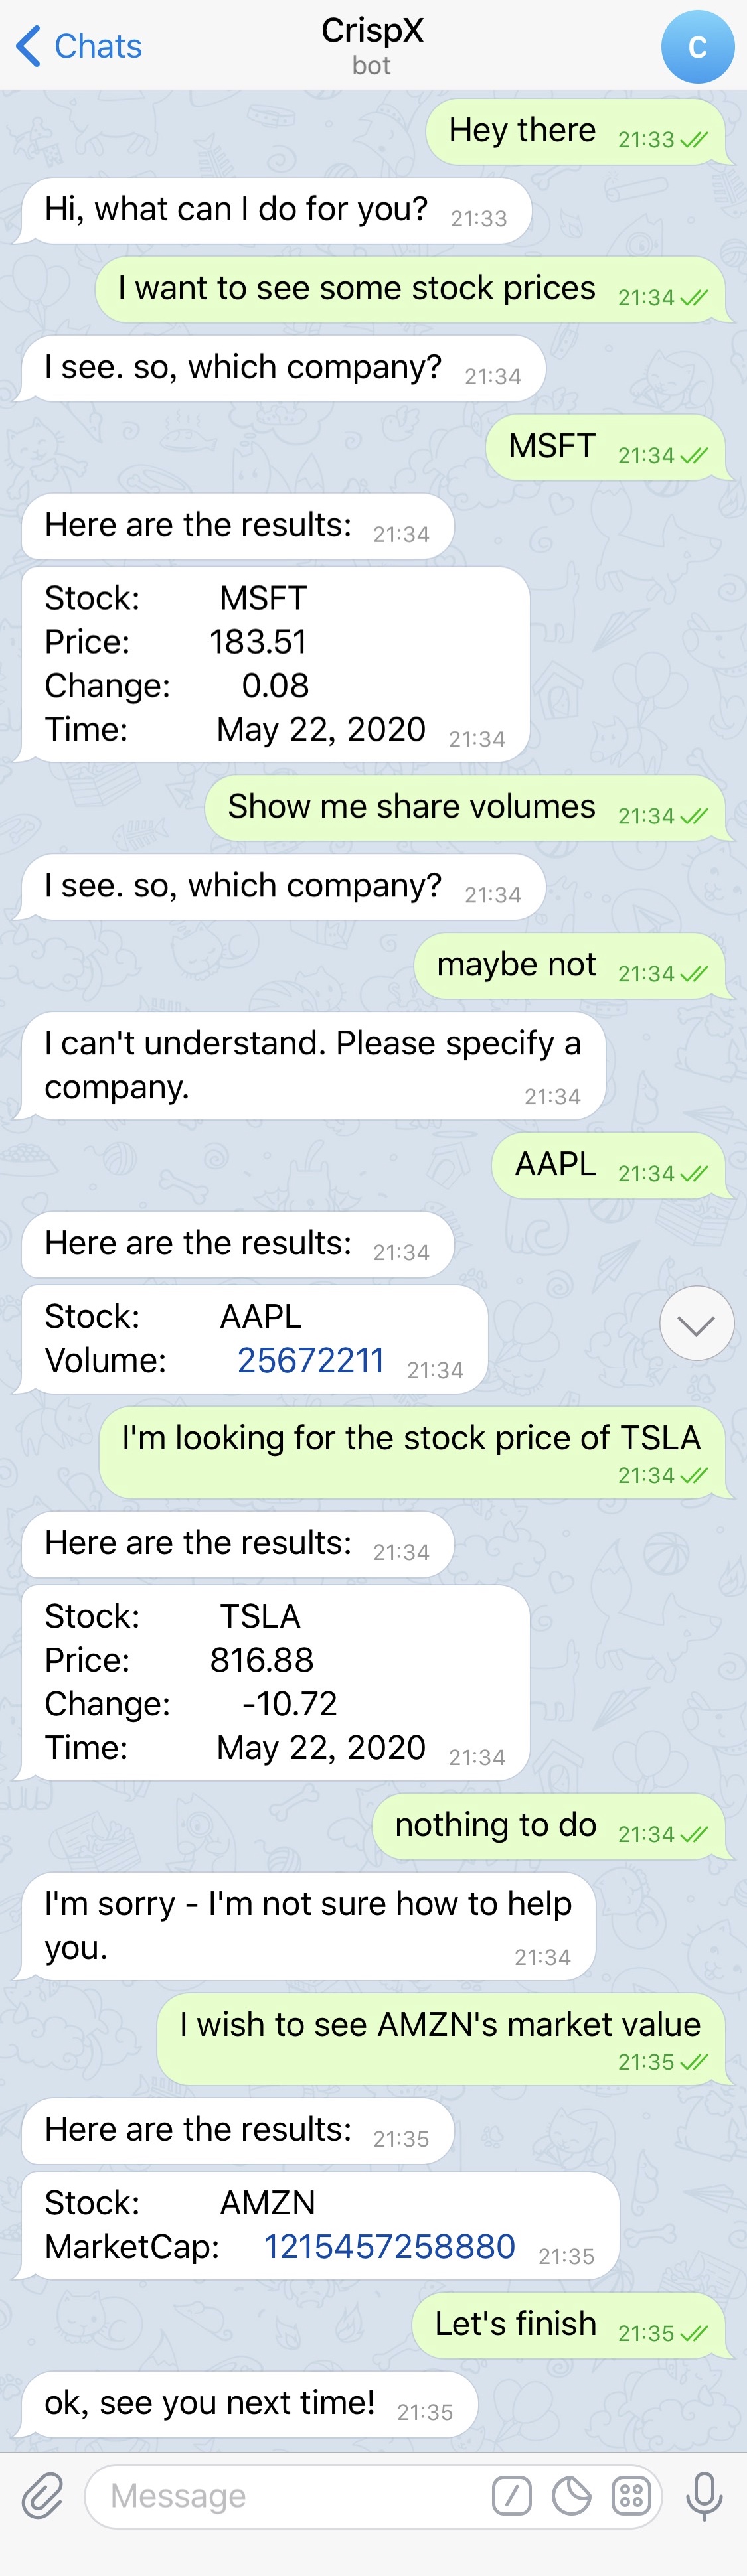 Chats
CrispX
bot
C
Hey there 21:33
Hi, what can I do for you? 21:33
I want to see some stock prices 21:34
I see. so, which company? 21:34
MSFT 21:34
Here are the results: 21:34
Stock: MSFT
Price: 183.51
Change: 0.08
Time: May 22, 2020 21:34
Show me share volumes 21:34
I see. so, which company? 21:34
maybe not 21:34
I can't understand. Please specify a
company. 21:34
AAPL 21:34
Here are the results: 21:34
Stock: AAPL
Volume: 25672211 21:34
I'm looking for the stock price of TSLA
21:34
Here are the results: 21:34
Stock: TSLA
Price: 816.88
Change: -10.72
Time: May 22, 2020 21:34
nothing to do 21:34
I'm sorry - I'm not sure how to help
you. 21:34
I wish to see AMZN's market value
21:35
Here are the results: 21:35
Stock: AMZN
MarketCap: 1215457258880 21:35
Let's finish 21:35
ok, see you next time! 21:35
Message